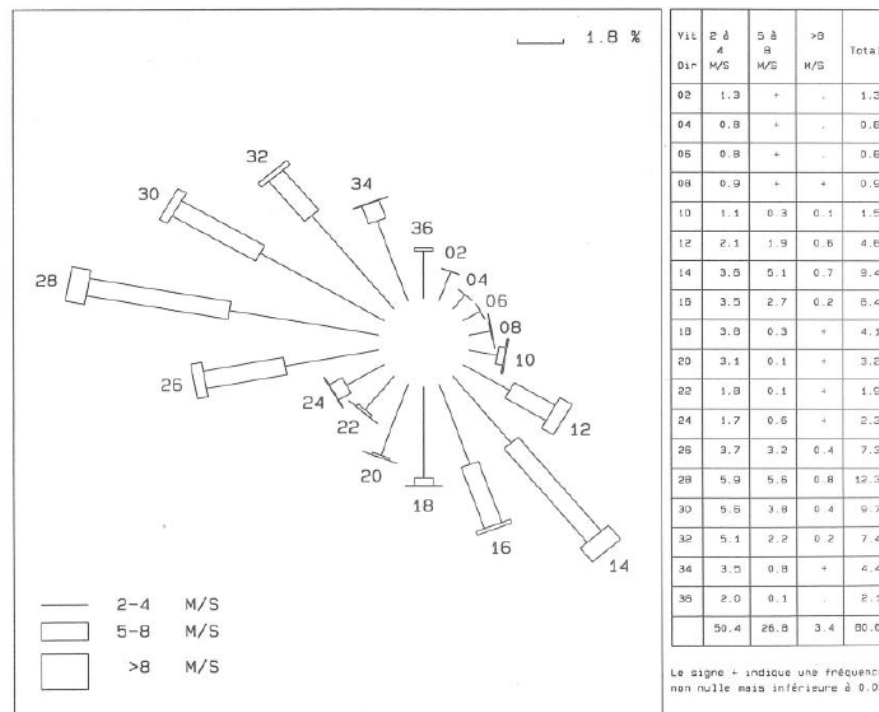 1.8 %
32
34
30
36
02
28
04
06
08
10
26
24
22
12
20
18
16
14
2-4 M/S
5-8 M/S
>8 M/S
Vit 2 à 5 à >8
4 8 Total
Dir M/S M/S M/S
02 1.3 + . 1.3
04 0.8 + . 0.8
06 0.8 + . 0.8
08 0.9 + + 0.9
10 1.1 0.3 0.1 1.5
12 2.1 1.9 0.6 4.6
14 3.6 5.1 0.7 9.4
16 3.5 2.7 0.2 6.4
18 3.8 0.3 + 4.1
20 3.1 0.1 + 3.2
22 1.8 0.1 + 1.9
24 1.7 0.6 + 2.3
26 3.7 3.2 0.4 7.3
28 5.9 5.6 0.8 12.3
30 5.6 3.8 0.4 9.7
32 5.1 2.2 0.2 7.4
34 3.5 0.8 + 4.4
36 2.0 0.1 . 2.1
50.4 26.8 3.4 80.6
Le signe + indique une fréquenc
non nulle mais inférieure à 0.0